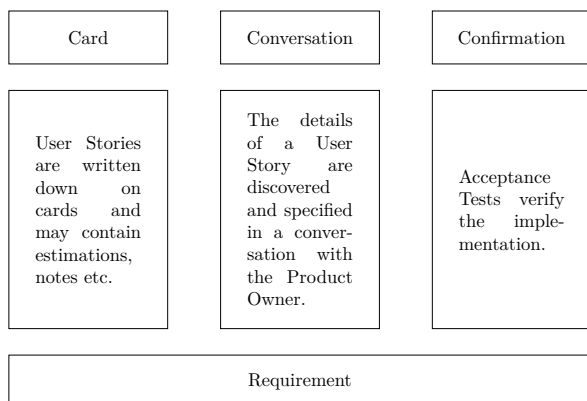 Card
Conversation
Confirmation
User Stories
are written
down on
cards and
may contain
estimations,
notes etc.
The details
of a User
Story are
discovered
and specified
in a conver-
sation with
the Product
Owner.
Acceptance
Tests verify
the imple-
mentation.
Requirement